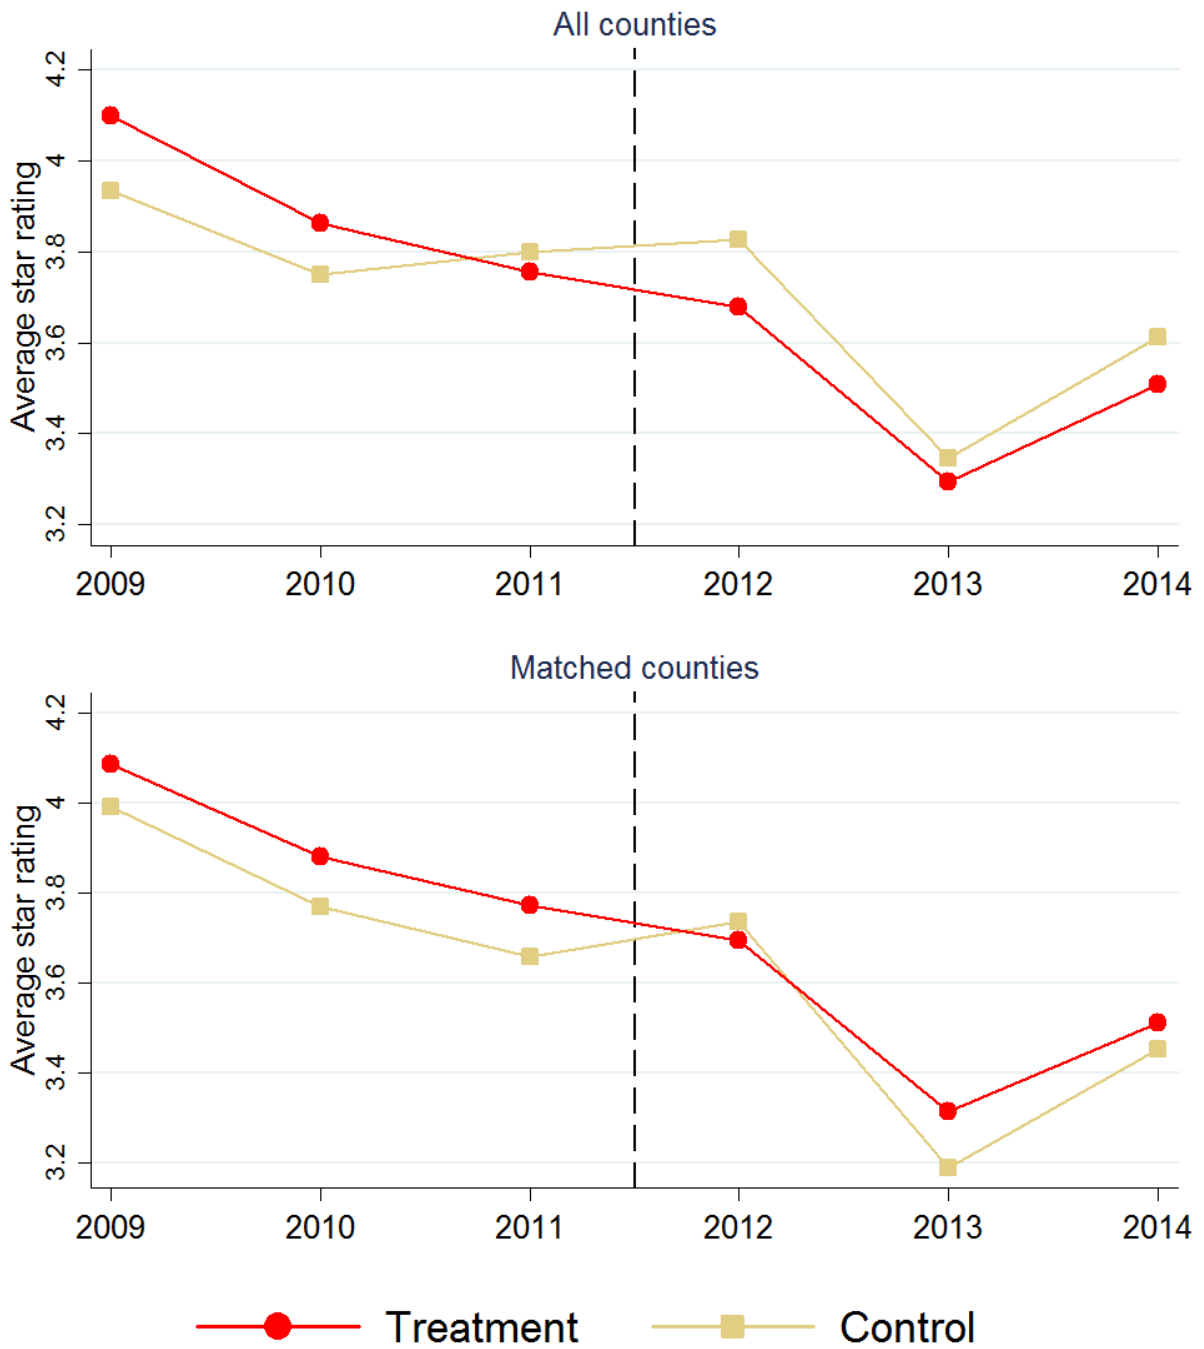 All counties
Average star rating
4.2
4
3.8
3.6
3.4
3.2
2009 2010 2011 2012 2013 2014
Matched counties
Average star rating
4.2
4
3.8
3.6
3.4
3.2
2009 2010 2011 2012 2013 2014
Treatment Control